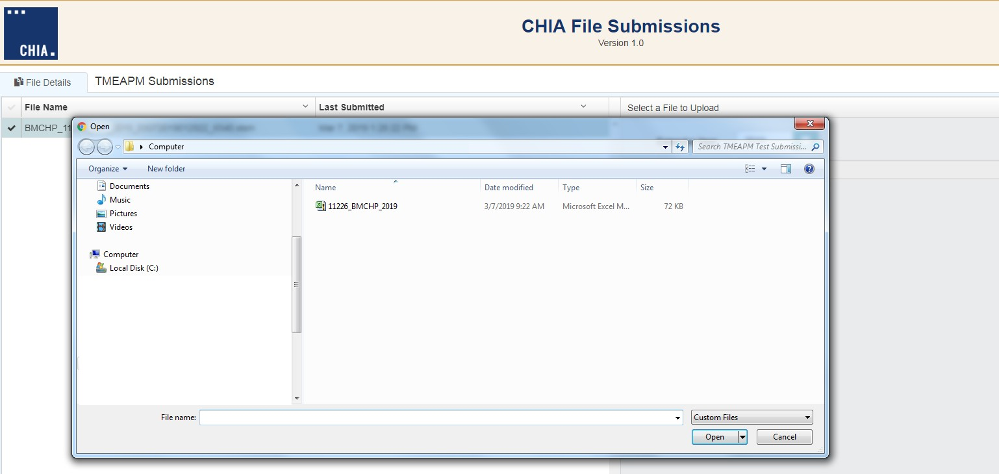 CHIA.
CHIA File Submissions
Version 1.0
File Details
TMEAPM Submissions
File Name
Last Submitted
Select a File to Upload
BMCHP_11
Open
Computer
Search TMEAPM Test Submissi...
Organize
New folder
Documents
Music
Pictures
Videos
Computer
Local Disk (C:)
Name
Date modified
Type
Size
11226_BMCHP_2019
3/7/2019 9:22 AM
Microsoft Excel M...
72 KB
File name:
Custom Files
Open
Cancel